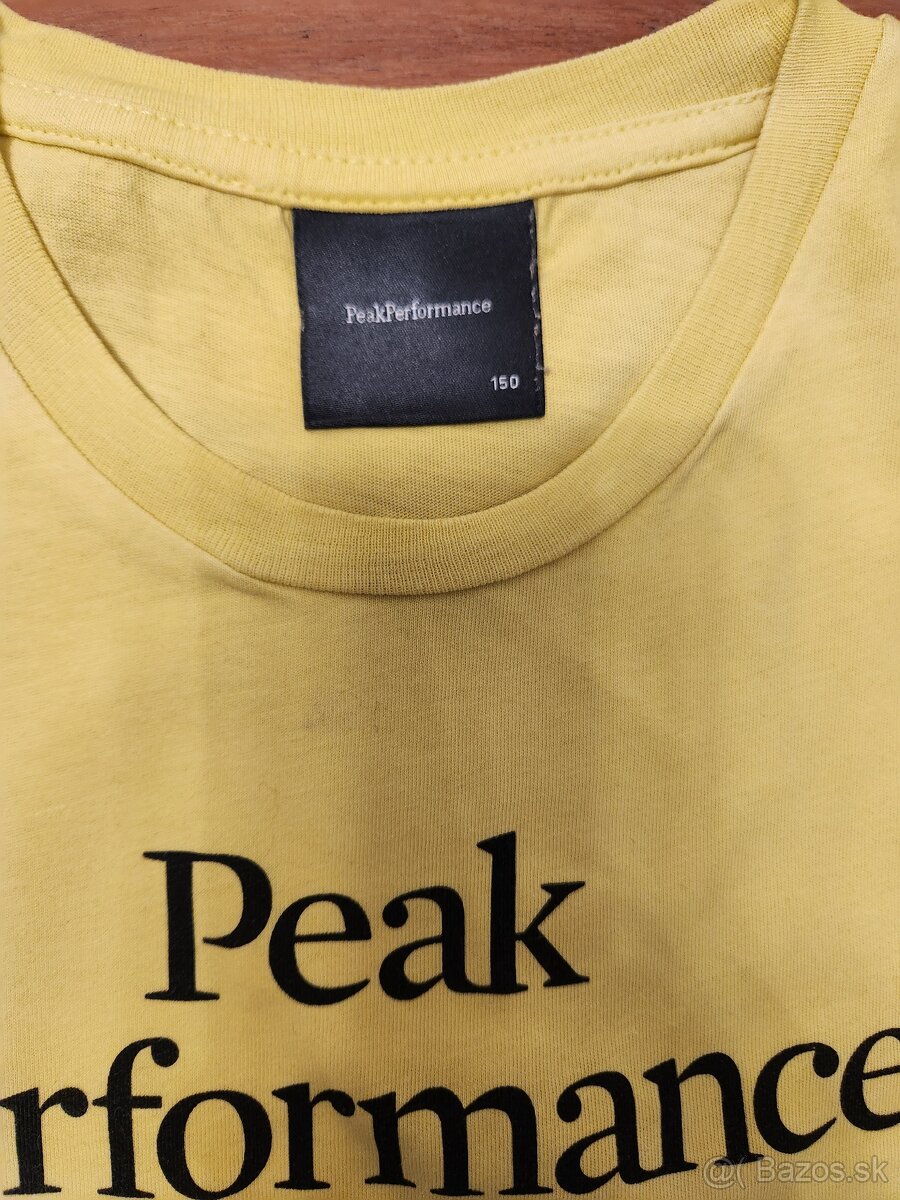 PeakPerformance
150
Peak
rformance
@( Bazos.sk